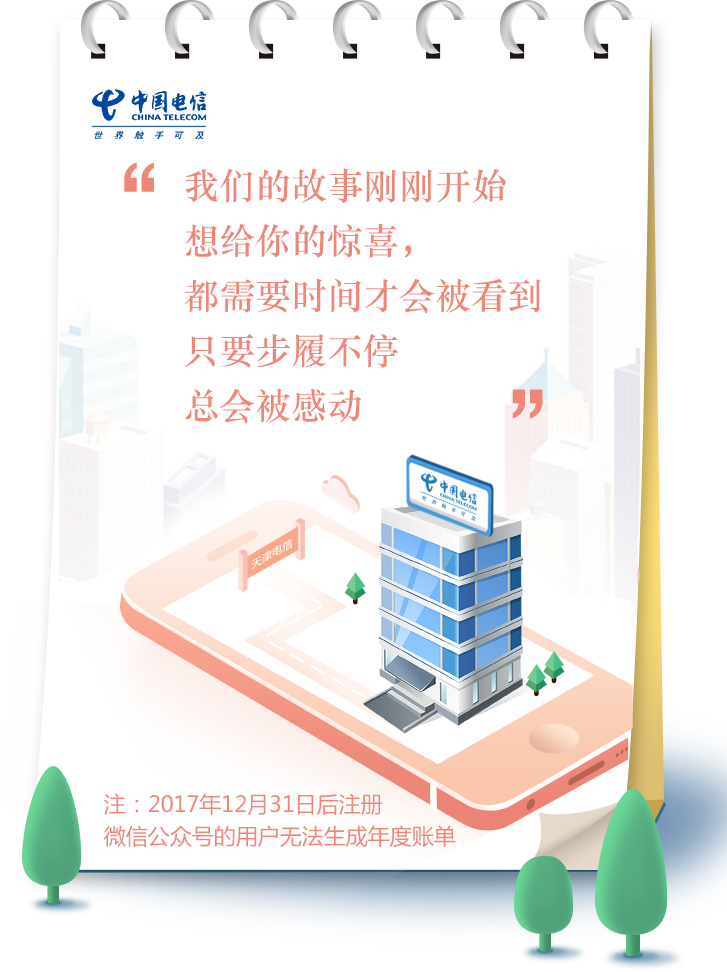 中国电信
CHINA TELECOM
世界触手可及
“我们的故事刚刚开始
想给你的惊喜，
都需要时间才会被看到
只要步履不停
总会被感动”
中国电信
CHINA TELECOM
世界触手可及
天津电信
注：2017年12月31日后注册
微信公众号的用户无法生成年度账单